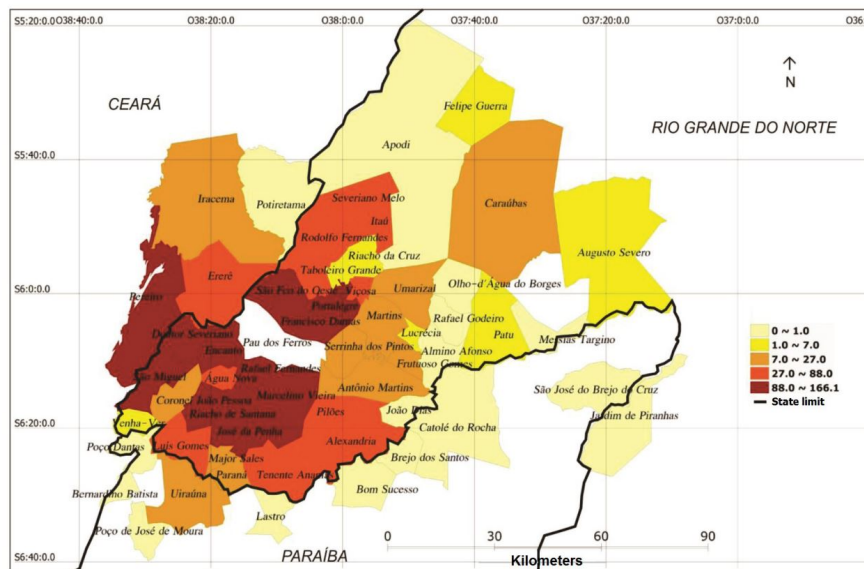 S5:20:0.0 O38:40:0.0 O38:20:0.0 O38:00:0.0 O37:40:0.0 O37:20:0.0 O37:0:0.0 O36
N
CEARÁ
Felipe Guerra
RIO GRANDE DO NORTE
Apodi
S5:40:0.0
Iracema
Potiretama
Severiano Melo
Caraúbas
Itaú
Rodolfo Fernandes
Riacho da Cruz
Augusto Severo
Ererê
Taboleiro Grande
S6:00:0.0
Pereiro
São Fco do Oeste Viçosa
Umarizal
Olho-d'Água do Borges
Portalegre
Francisco Dantas
Martins
Rafael Godeiro
Doutor Severiano
Lucrécia
Patu
Messias Targino
Encanto
Pau dos Ferros
Serrinha dos Pintos
Almino Afonso
Rafael Fernandes
Frutuoso Gomes
São Miguel
Água Nova
Antônio Martins
São José do Brejo do Cruz
Coronel João Pessoa
Marcelino Vieira
Riacho de Santana
Pilões
João Dias
Jardim de Piranhas
S6:20:0.0
Venha-Ver
José da Penha
Catolé do Rocha
Poço Dantas
Luís Gomes
Alexandria
Major Sales
Brejo dos Santos
Paraná
Tenente Ananias
Bernardino Batista
Uiraúna
Bom Sucesso
Lastro
Poço de José de Moura
0 ~ 1.0
1.0 ~ 7.0
7.0 ~ 27.0
27.0 ~ 88.0
88.0 ~ 166.1
State limit
0 30 60 90
Kilometers
S6:40:0.0
PARAÍBA